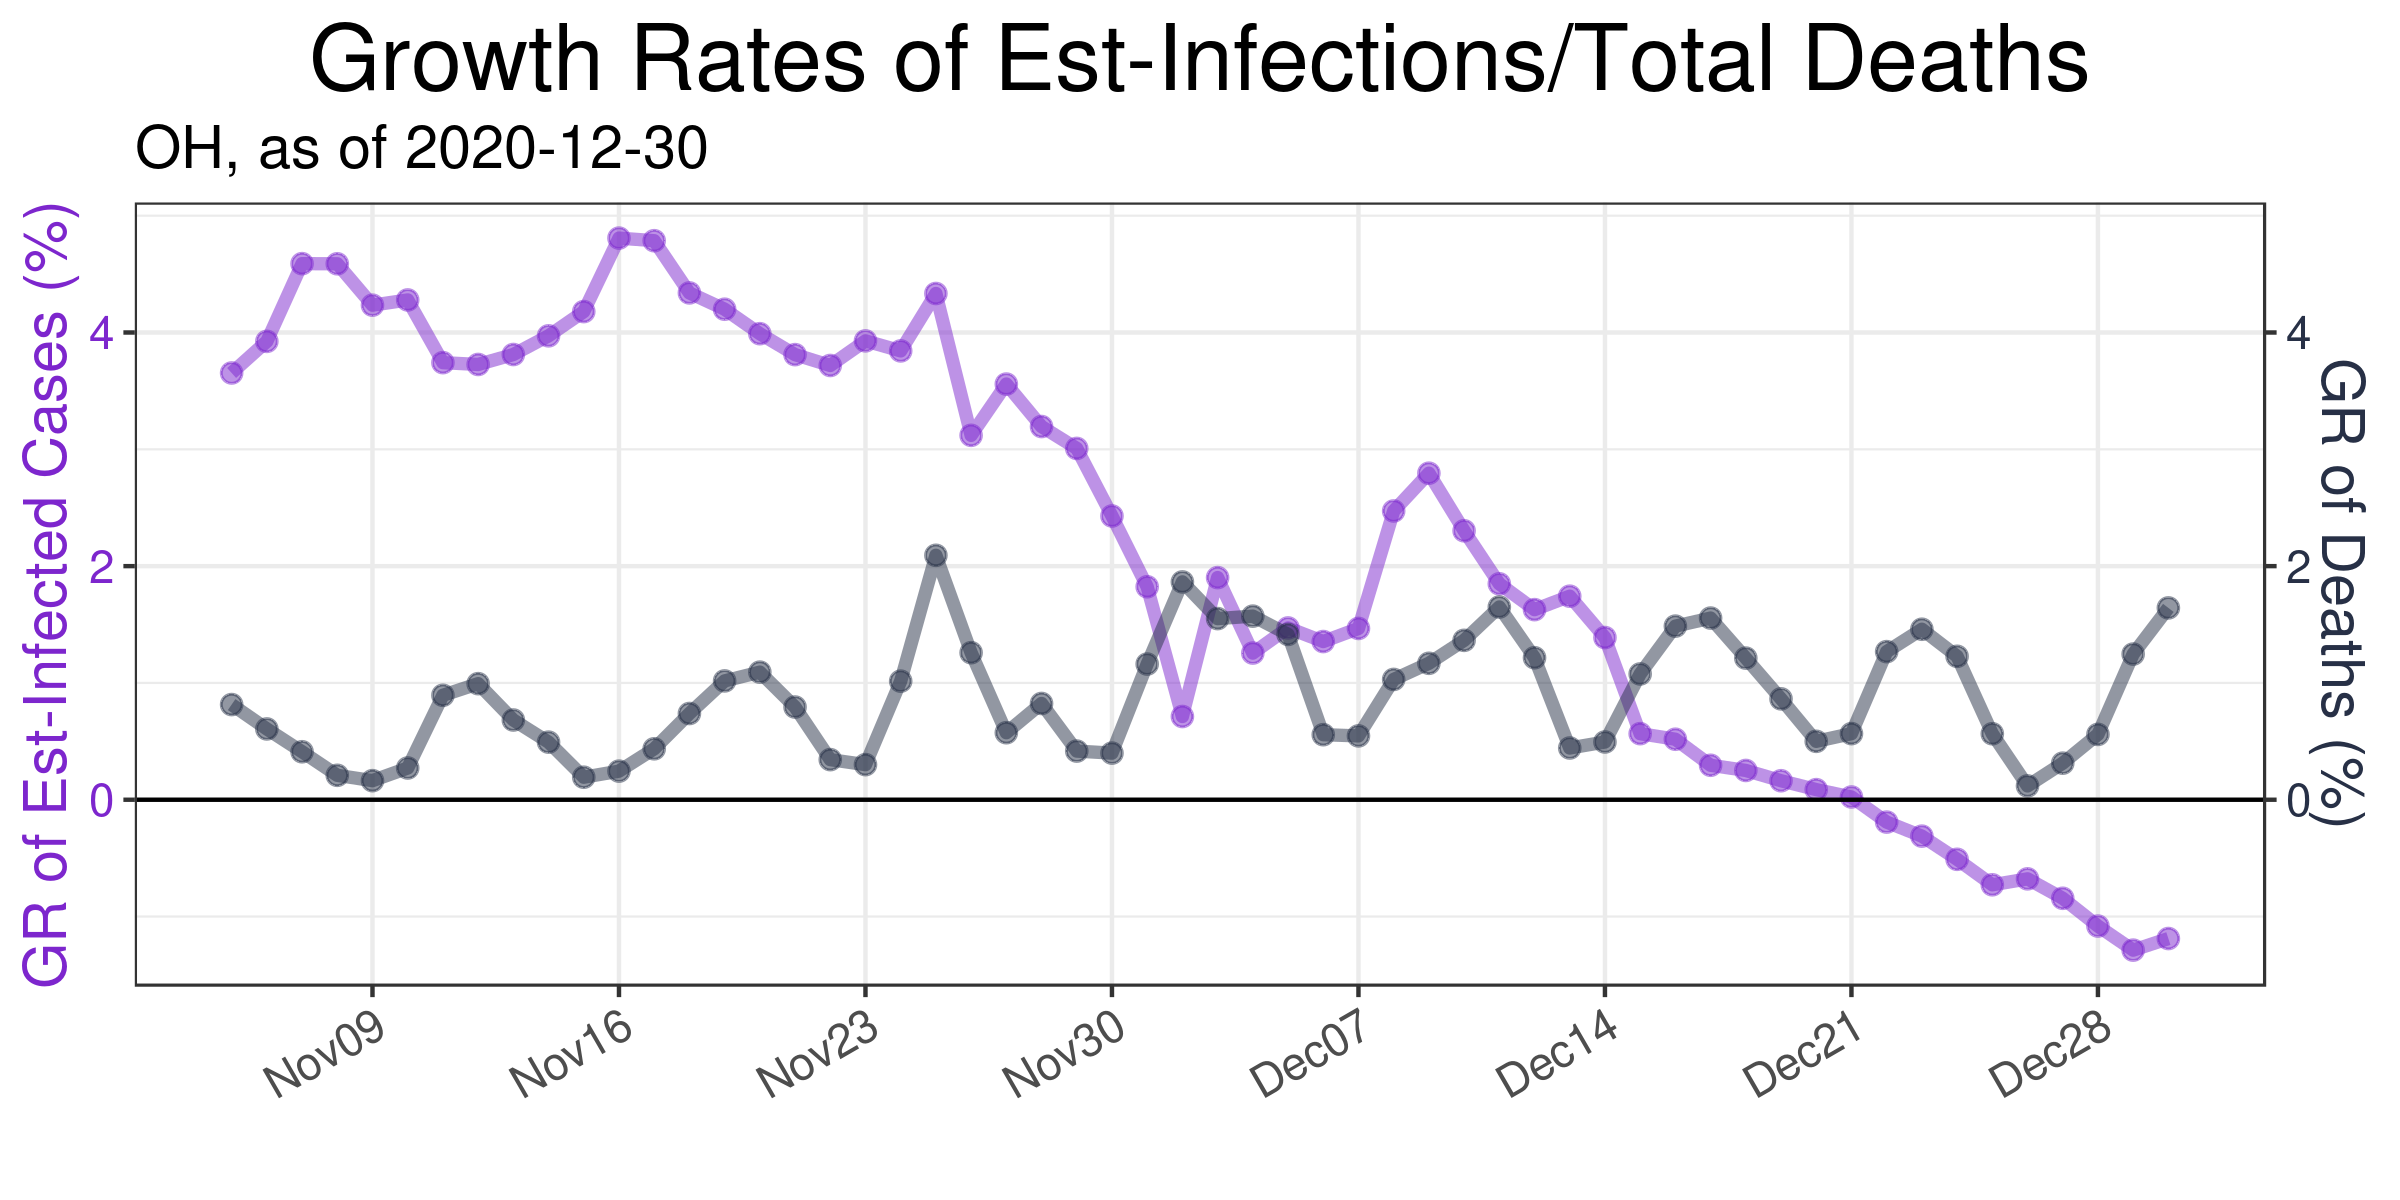 Growth Rates of Est-Infections/Total Deaths
OH, as of 2020-12-30
GR of Est-Infected Cases (%)
4
2
0
4
2
0
GR of Deaths (%)
Nov09
Nov16
Nov23
Nov30
Dec07
Dec14
Dec21
Dec28